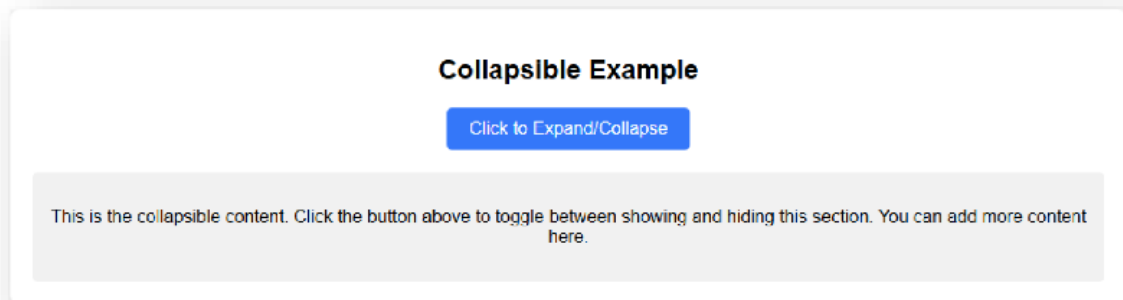 Collapsible Example
Click to Expand/Collapse
This is the collapsible content. Click the button above to toggle between showing and hiding this section. You can add more content
here.